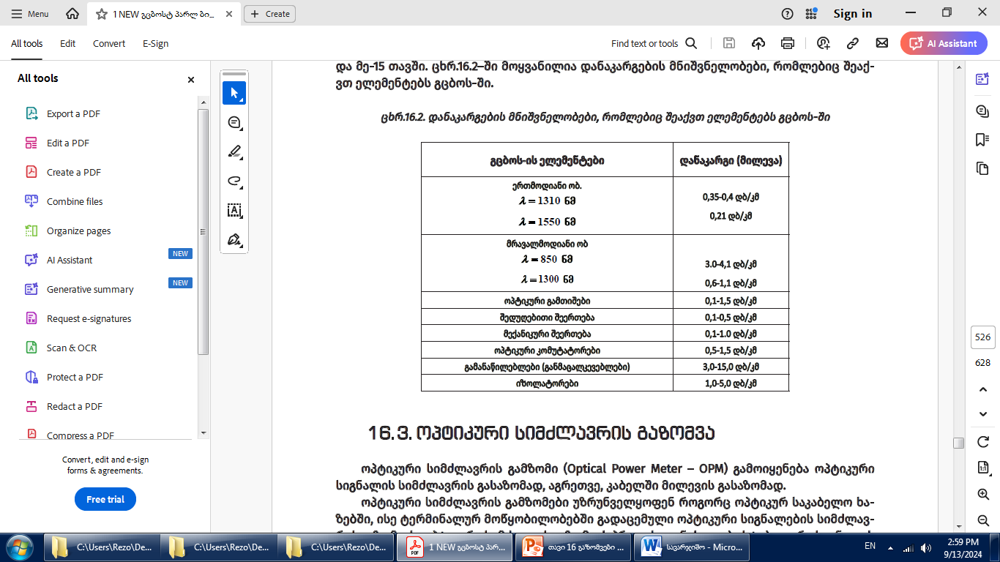 Menu
1 NEW გცბოსტ პარლ ბი...
Create
Sign in
All tools
Edit
Convert
E-Sign
Find text or tools
AI Assistant
All tools
Export a PDF
Edit a PDF
Create a PDF
Combine files
Organize pages
AI Assistant
NEW
Generative summary
NEW
Request e-signatures
Scan & OCR
Protect a PDF
Redact a PDF
Compress a PDF
Convert, edit and e-sign
forms & agreements.
Free trial
და მე-15 თავში. ცხრ.16.2–ში მოყვანილია დანაკარგების მნიშვნელობები, რომლებიც შეაქ-
ვთ ელემენტებს გცბოს-ში.
ცხრ.16.2. დანაკარგების მნიშვნელობები, რომლებიც შეაქვთ ელემენტებს გცბოს-ში
გცბოს-ის ელემენტები
დანაკარგი (მილევა)
ერთმოდიანი ობ.
λ = 1310 ნმ
0,35-0,4 დბ/კმ
λ = 1550 ნმ
0,21 დბ/კმ
მრავალმოდიანი ობ
λ = 850 ნმ
3.0-4,1 დბ/კმ
λ = 1300 ნმ
0,6-1,1 დბ/კმ
ოპტიკური გამთიშები
0,1-1,5 დბ/კმ
შედუღებითი შეერთება
0,1-0,5 დბ/კმ
მექანიკური შეერთება
0,1-1.0 დბ/კმ
ოპტიკური კომუტატორები
0,5-1,5 დბ/კმ
გამანაწილებლები (განმაცალკევებლები)
3,0-15,0 დბ/კმ
იზოლატორები
1,0-5,0 დბ/კმ
16.3. ოპტიკური სიმძლავრის გაზომვა
ოპტიკური სიმძლავრის გამზომი (Optical Power Meter – OPM) გამოიყენება ოპტიკური
სიგნალის სიმძლავრის გასაზომად, აგრეთვე, კაბელში მილევის გასაზომად.
ოპტიკური სიმძლავრის გამზომები უზრუნველყოფენ როგორც ოპტიკურ საკაბელო ხა-
ზებში, ისე ტერმინალურ მოწყობილობებში გადაცემული ოპტიკური სიგნალების სიმძლავ-
526
628
1:1
C:\Users\Rezo\De...
C:\Users\Rezo\De...
C:\Users\Rezo\De...
1 NEW გცბოსტ პარ...
თავი 16 გაზომვები ...
სავარჯიშო - Micro...
EN
2:59 PM
9/13/2024